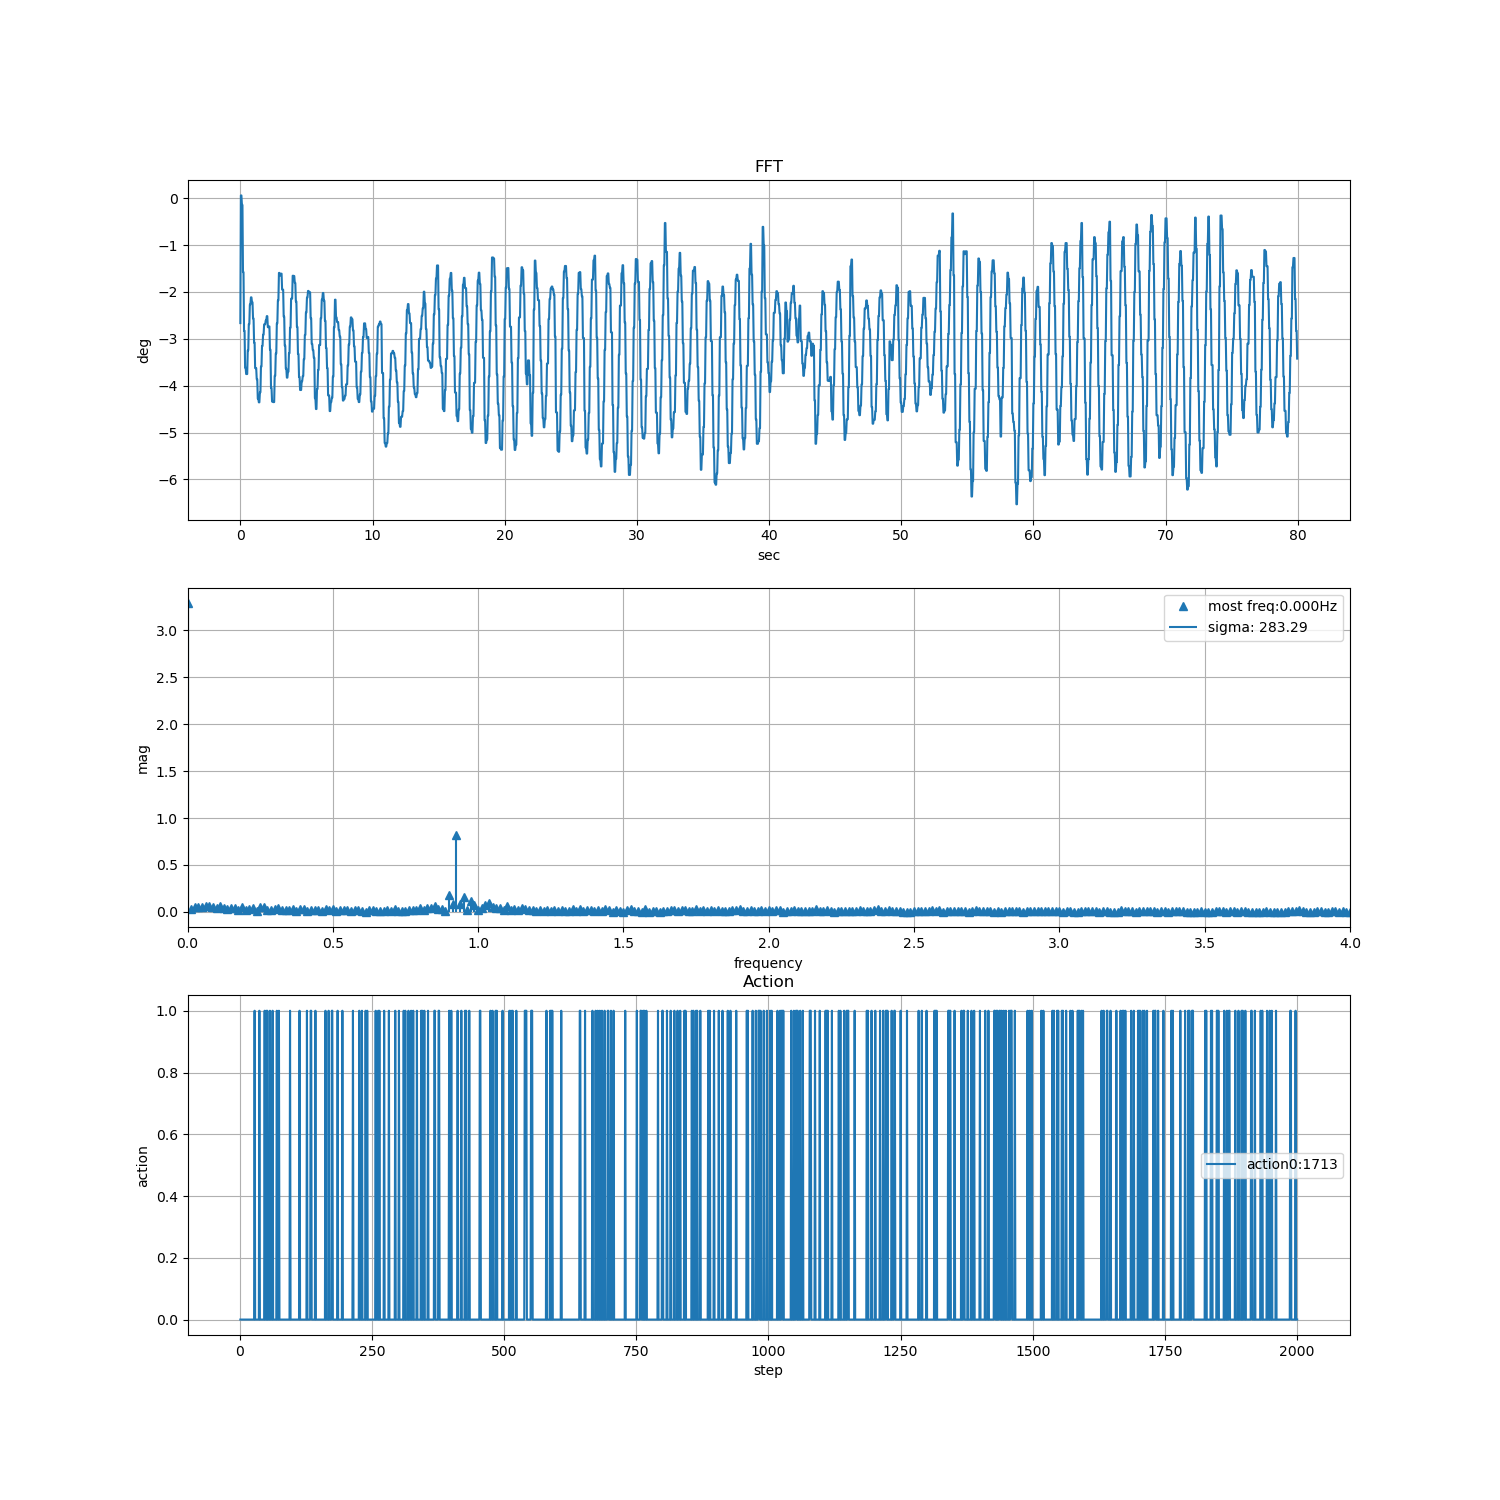 FFT
0
−1
−2
−3
−4
−5
−6
deg
0 10 20 30 40 50 60 70 80
sec
most freq:0.000Hz
sigma: 283.29
3.0
2.5
2.0
1.5
1.0
0.5
0.0
mag
0.0 0.5 1.0 1.5 2.0 2.5 3.0 3.5 4.0
frequency
Action
1.0
0.8
0.6
0.4
0.2
0.0
action
action0:1713
0 250 500 750 1000 1250 1500 1750 2000
step